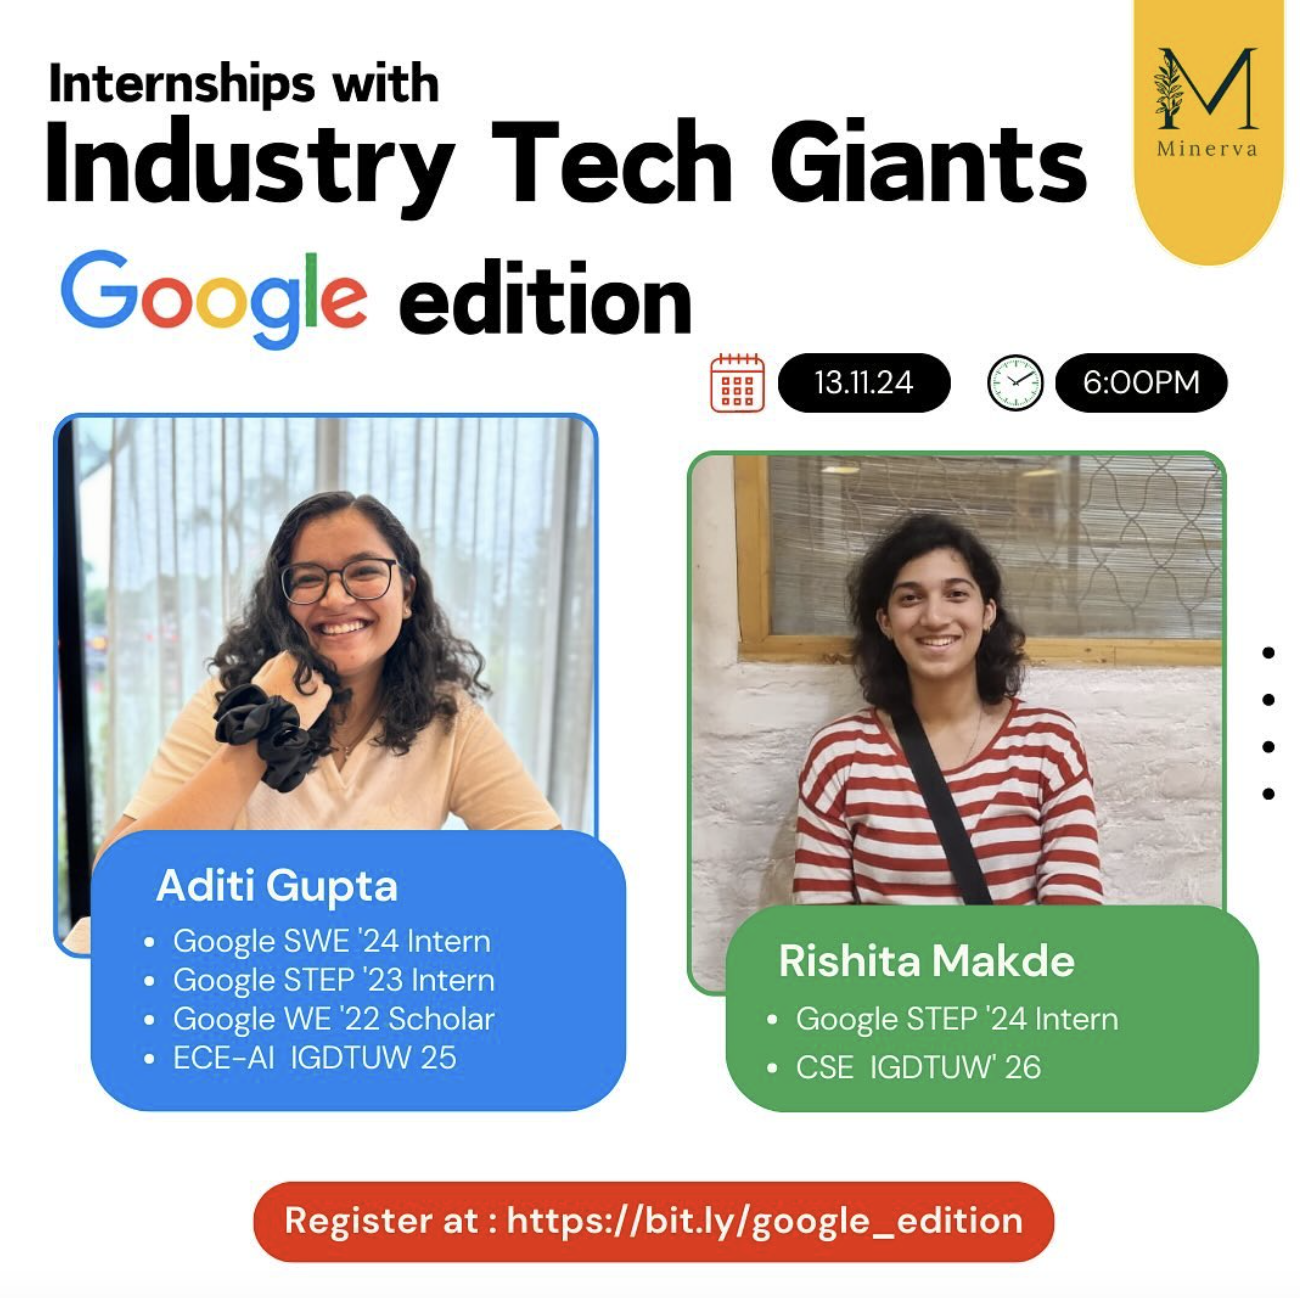 Internships with
Industry Tech Giants
Google edition
M
Minerva
13.11.24
6:00PM
Aditi Gupta
• Google SWE '24 Intern
• Google STEP '23 Intern
• Google WE '22 Scholar
• ECE-AI IGDTUW 25
Rishita Makde
• Google STEP '24 Intern
• CSE IGDTUW' 26
Register at : https://bit.ly/google_edition